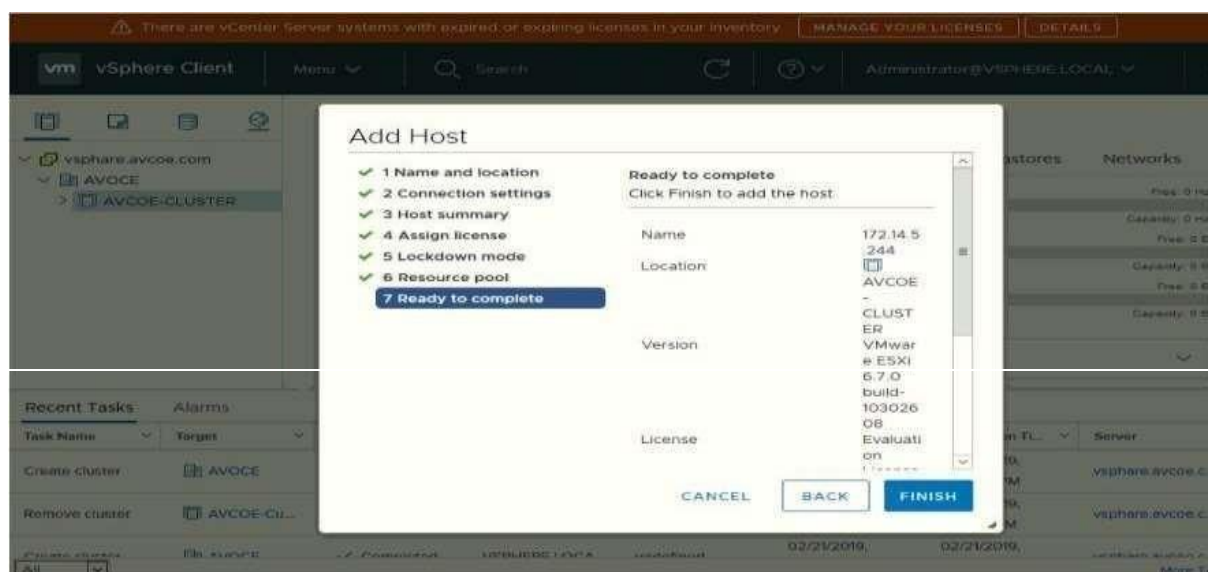 There are vCenter Server systems with expired or expiring licenses in your inventory
MANAGE YOUR LICENSES
DETAILS
vm vSphere Client
Menu
Search
Administrator@VSPHERE.LOCAL
vsphare.avcoe.com
AVOCE
AVCOE-CLUSTER
Add Host
1 Name and location
2 Connection settings
3 Host summary
4 Assign license
5 Lockdown mode
6 Resource pool
7 Ready to complete
Ready to complete
Click Finish to add the host
Name
172.14.5
.244
Location
AVCOE
-
CLUST
ER
Version
VMwar
e ESXi
6.7.0
build-
103026
08
License
Evaluati
on
CANCEL
BACK
FINISH
Networks
Recent Tasks
Alarms
Task Name
Target
Server
Create cluster
AVOCE
vsphare.avcoe.c
Remove cluster
AVCOE-Cu...
vsphare.avcoe.c
02/21/2019,
02/21/2019,
All